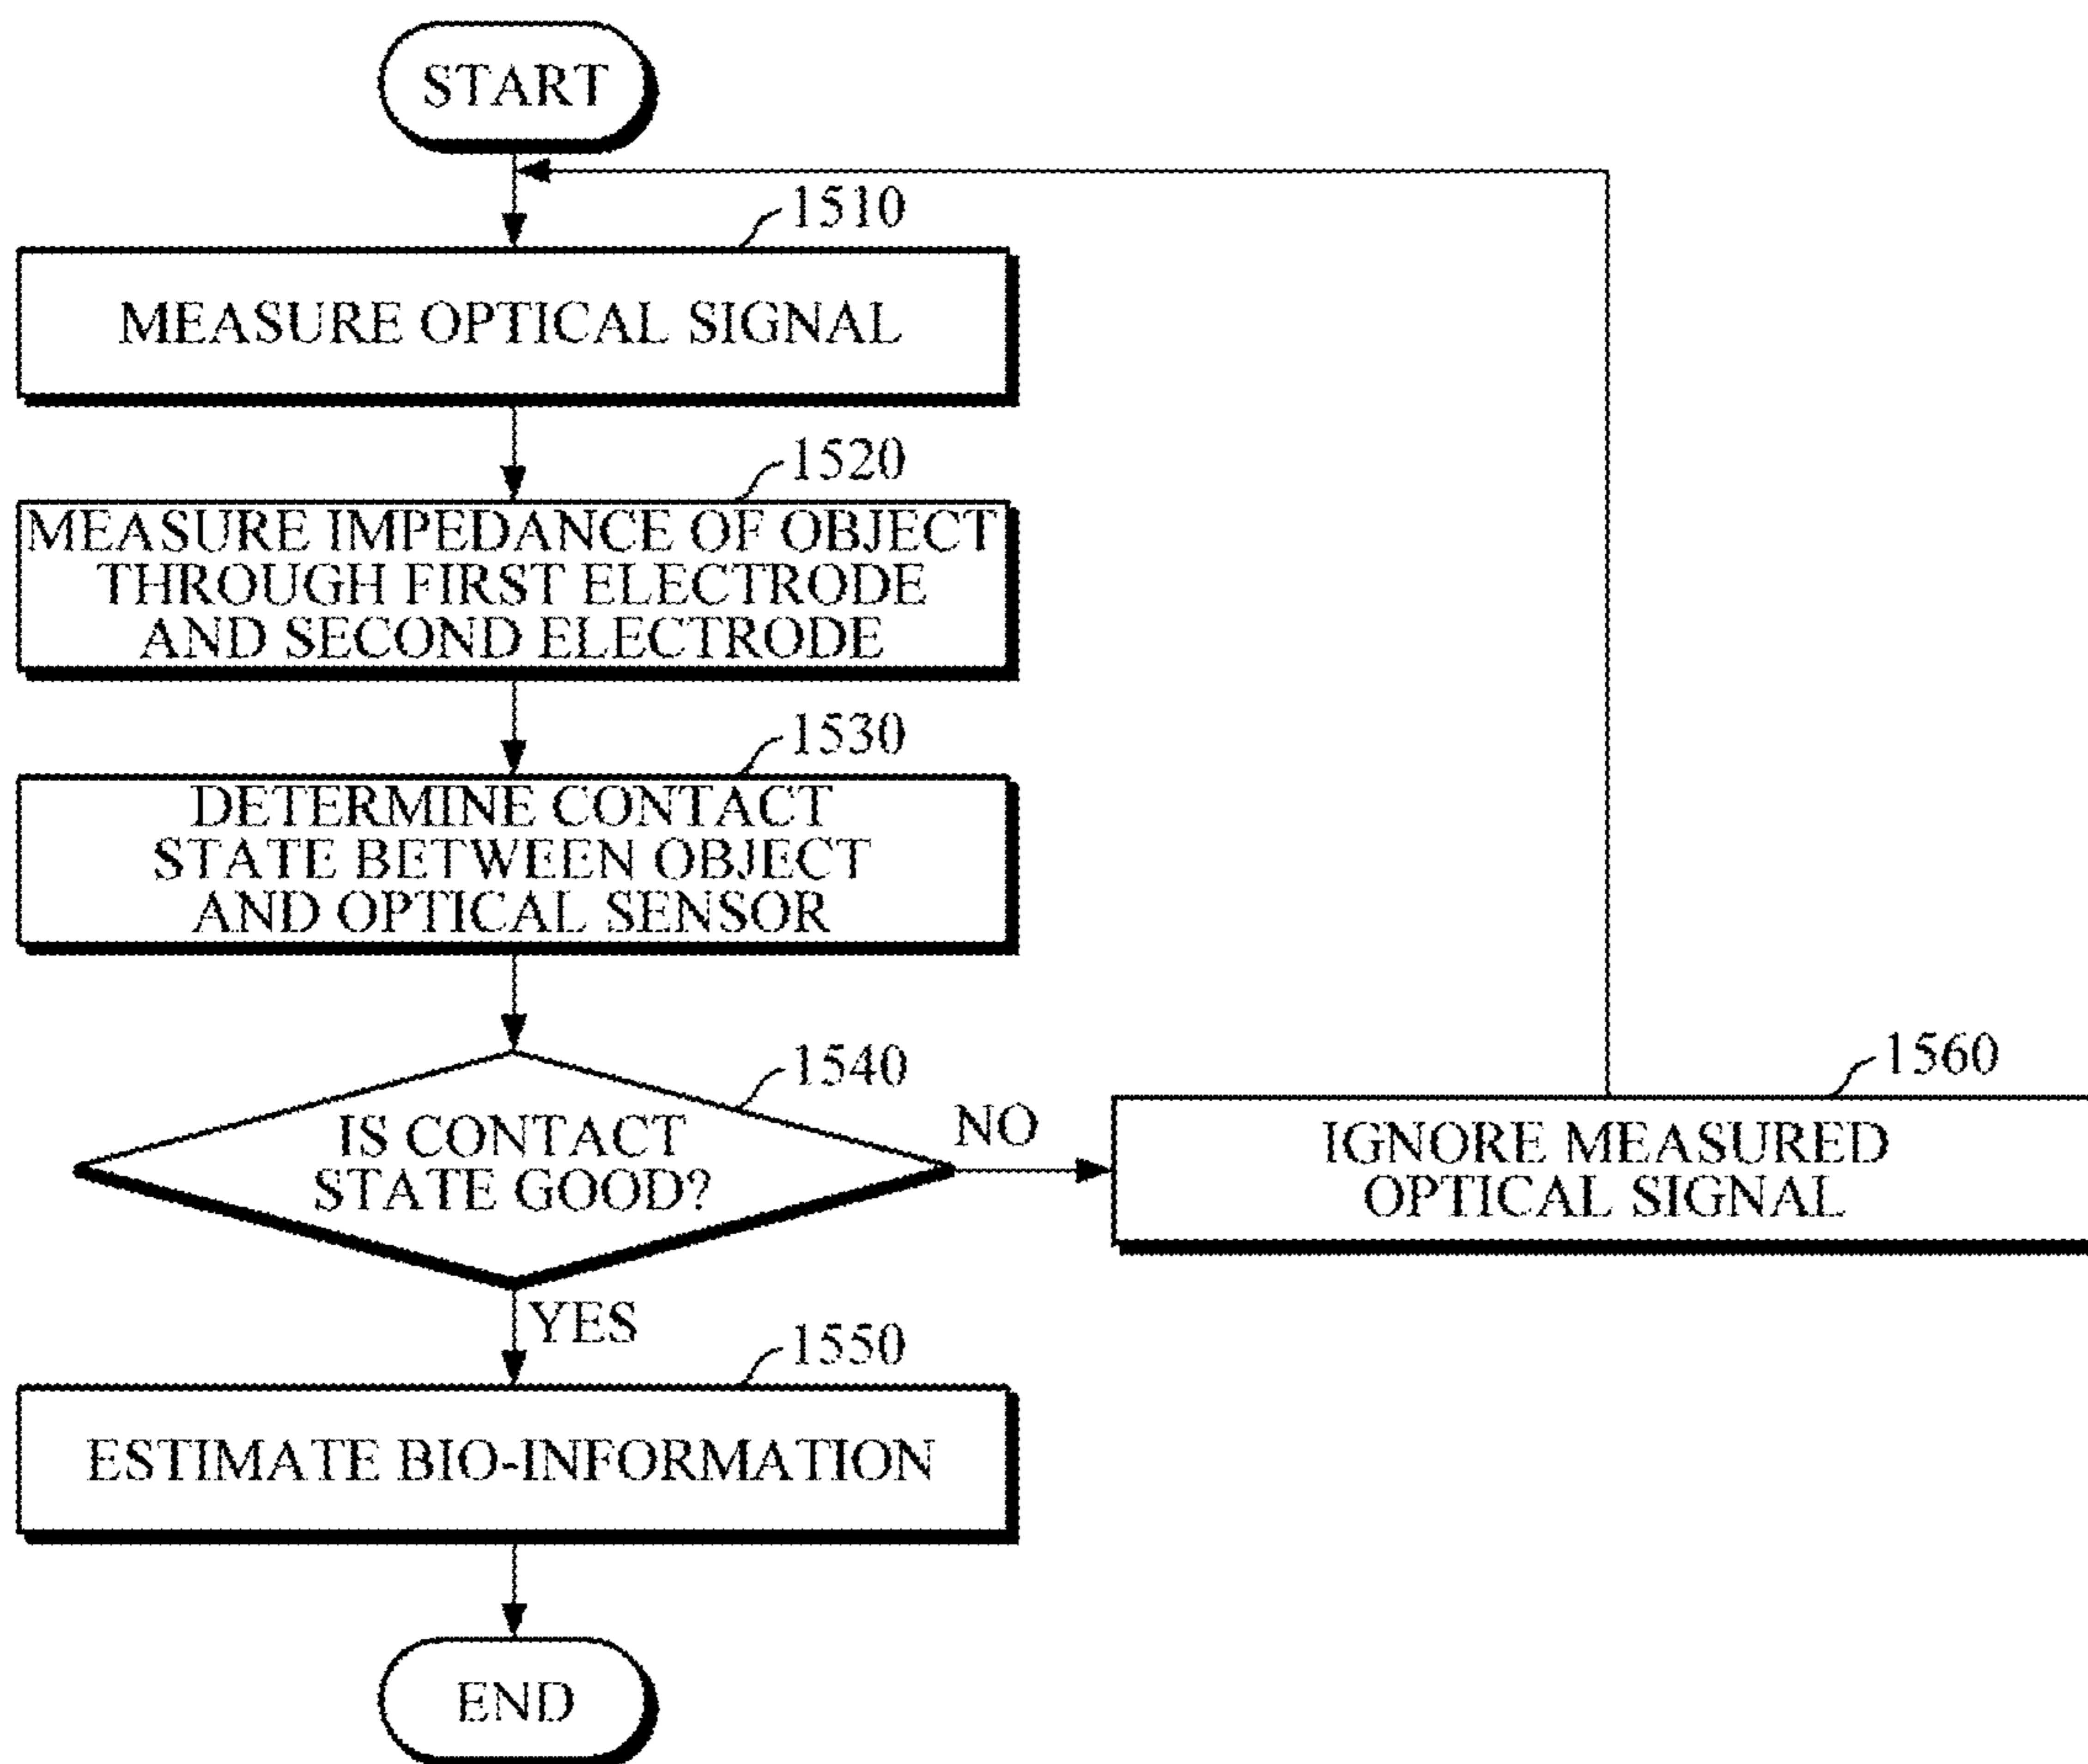 START
1510
MEASURE OPTICAL SIGNAL
1520
MEASURE IMPEDANCE OF OBJECT
THROUGH FIRST ELECTRODE
AND SECOND ELECTRODE
1530
DETERMINE CONTACT
STATE BETWEEN OBJECT
AND OPTICAL SENSOR
1540
IS CONTACT
STATE GOOD?
NO
1560
IGNORE MEASURED
OPTICAL SIGNAL
YES
1550
ESTIMATE BIO-INFORMATION
END